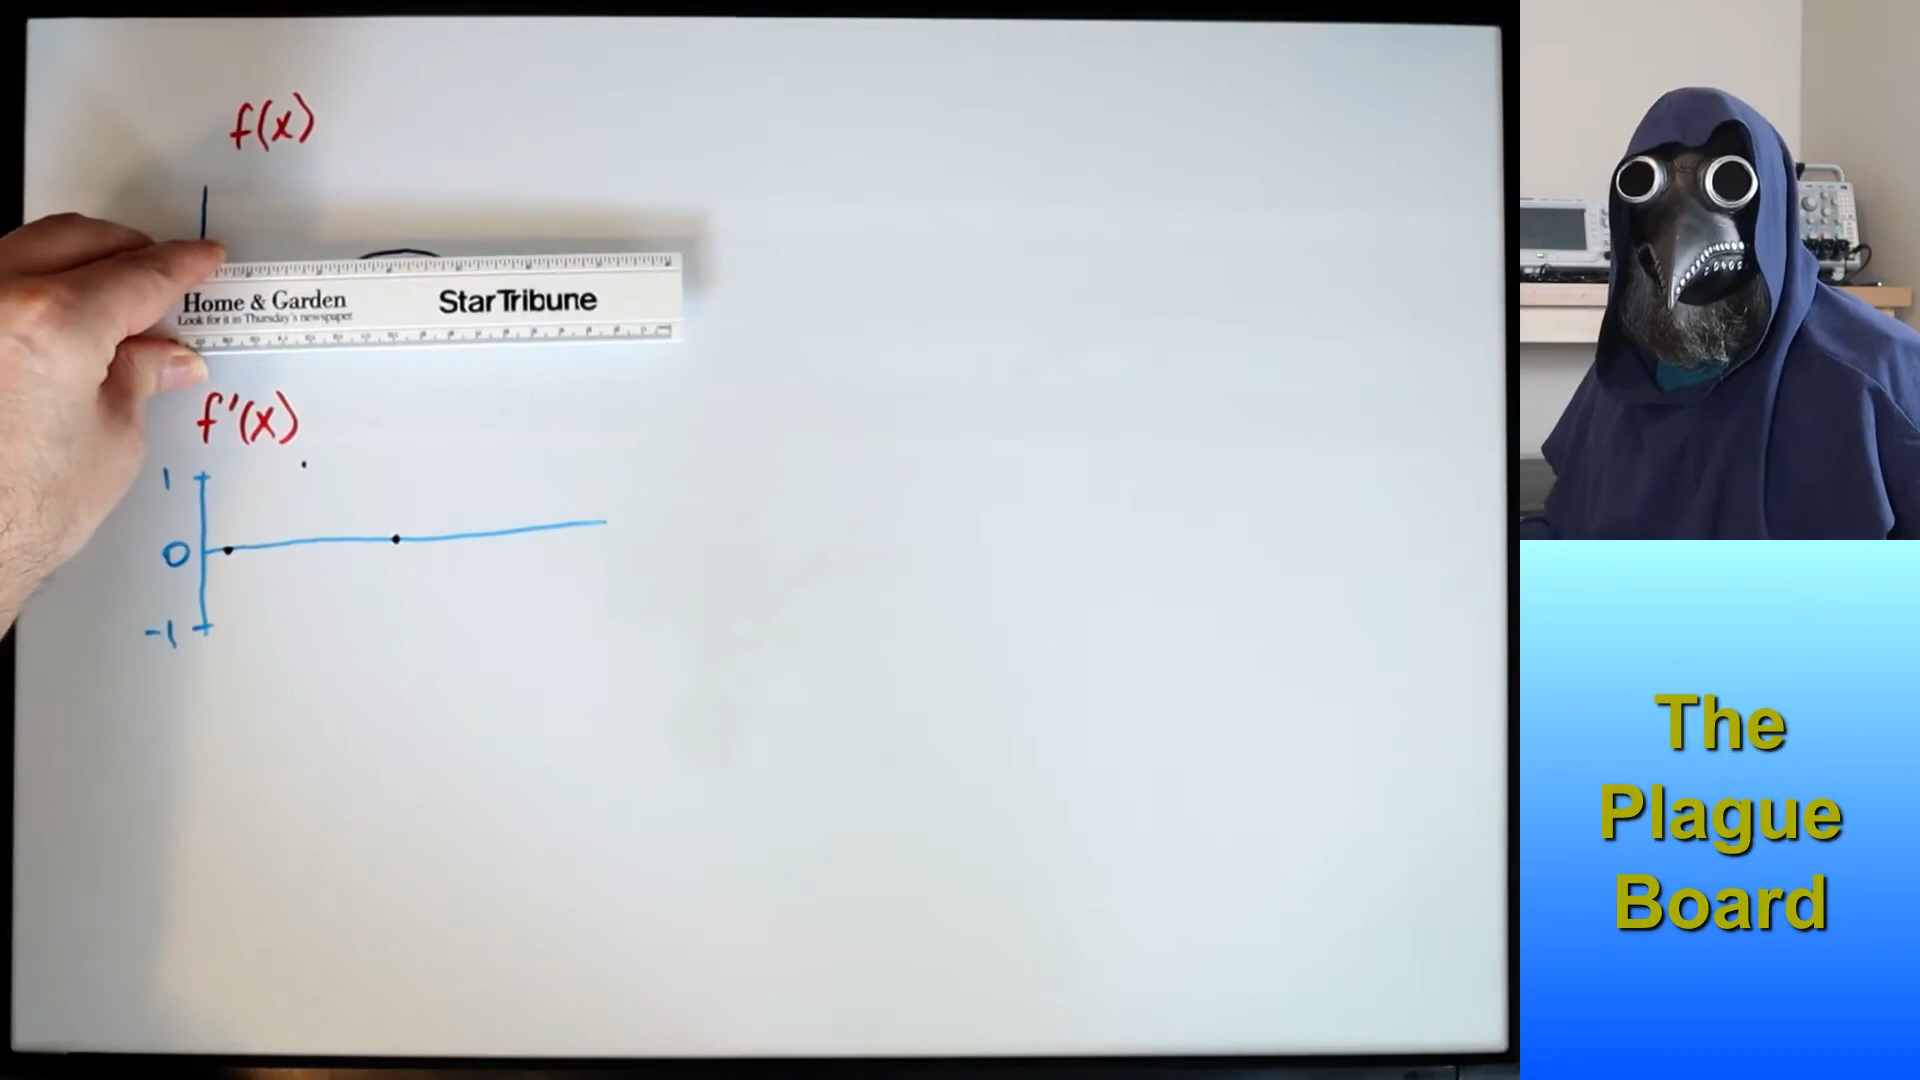 f(x)
Home & Garden
Look for it in Thursday's newspaper.
StarTribune
f'(x)
1
0
-1
The
Plague
Board